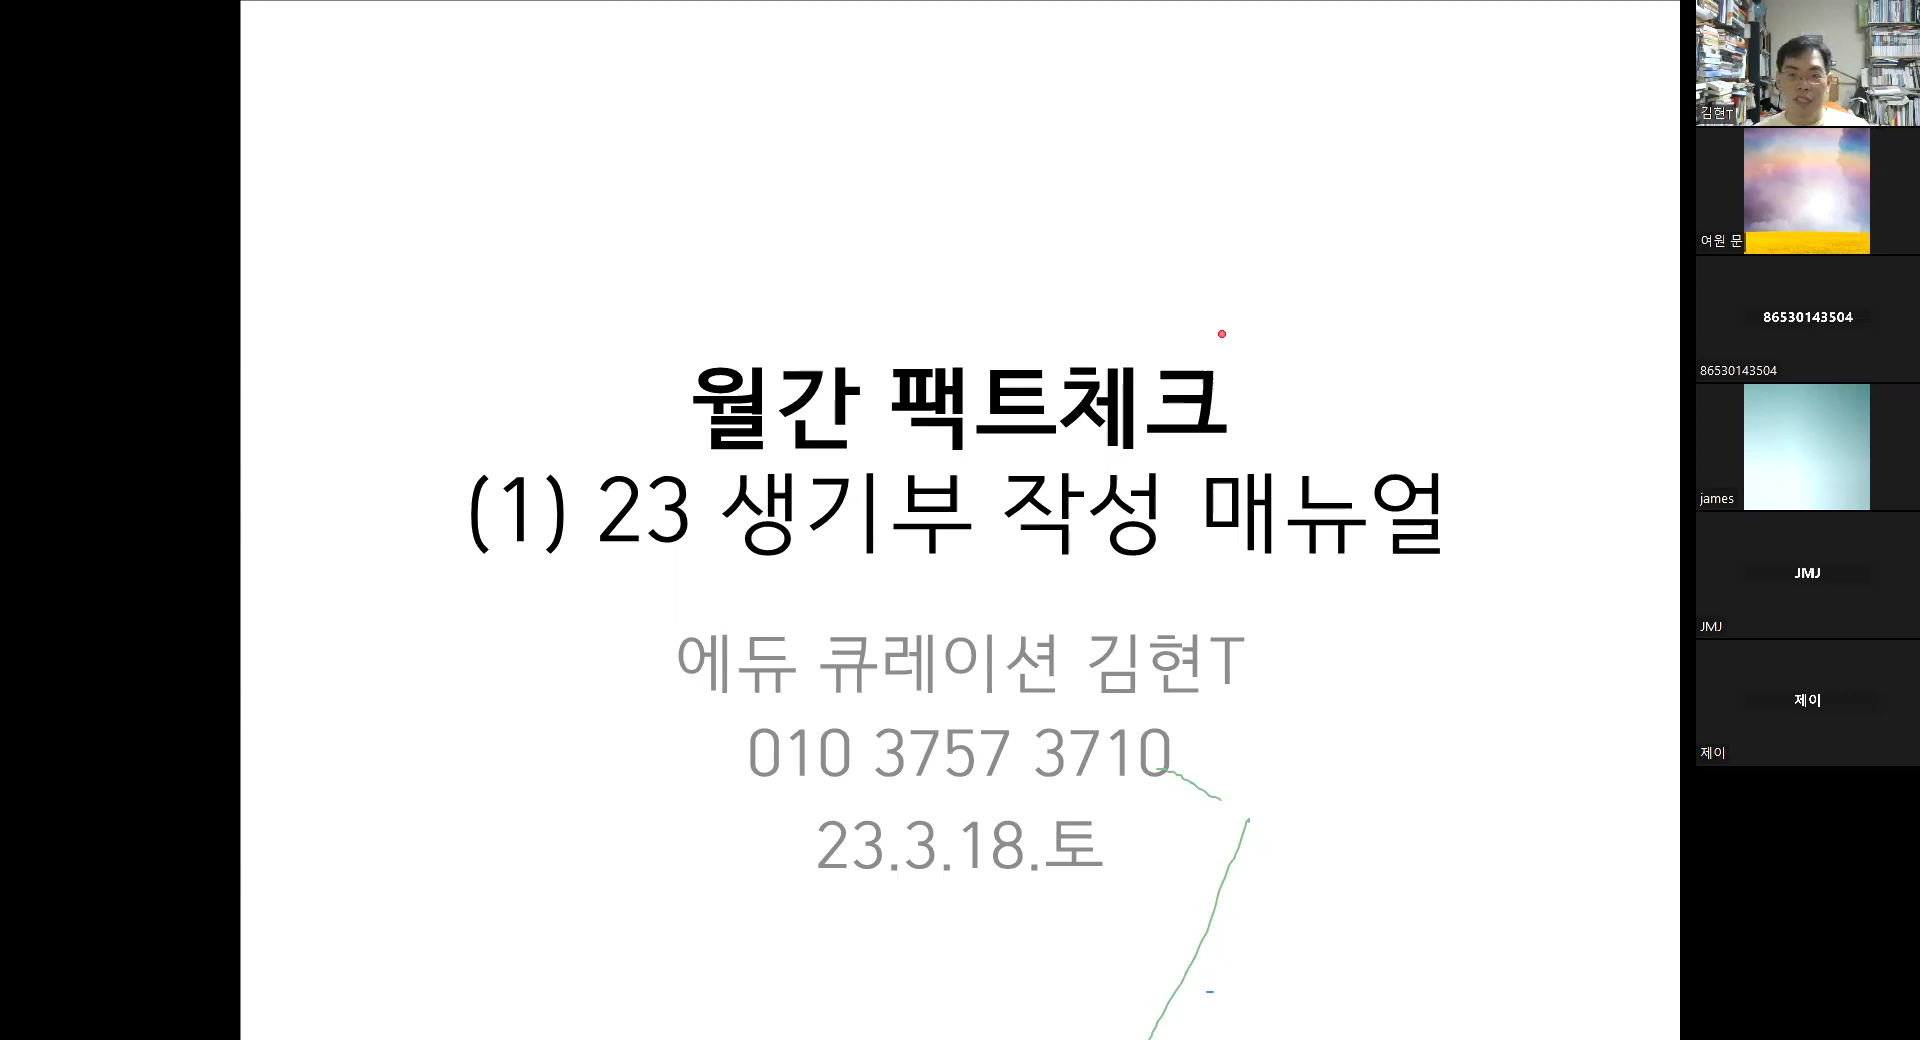 월간 팩트체크
(1) 23 생기부 작성 매뉴얼
에듀 큐레이션 김현T
010 3757 3710
23.3.18.토
김현T
여원 문
86530143504
86530143504
james
JMJ
JMJ
제이
제이